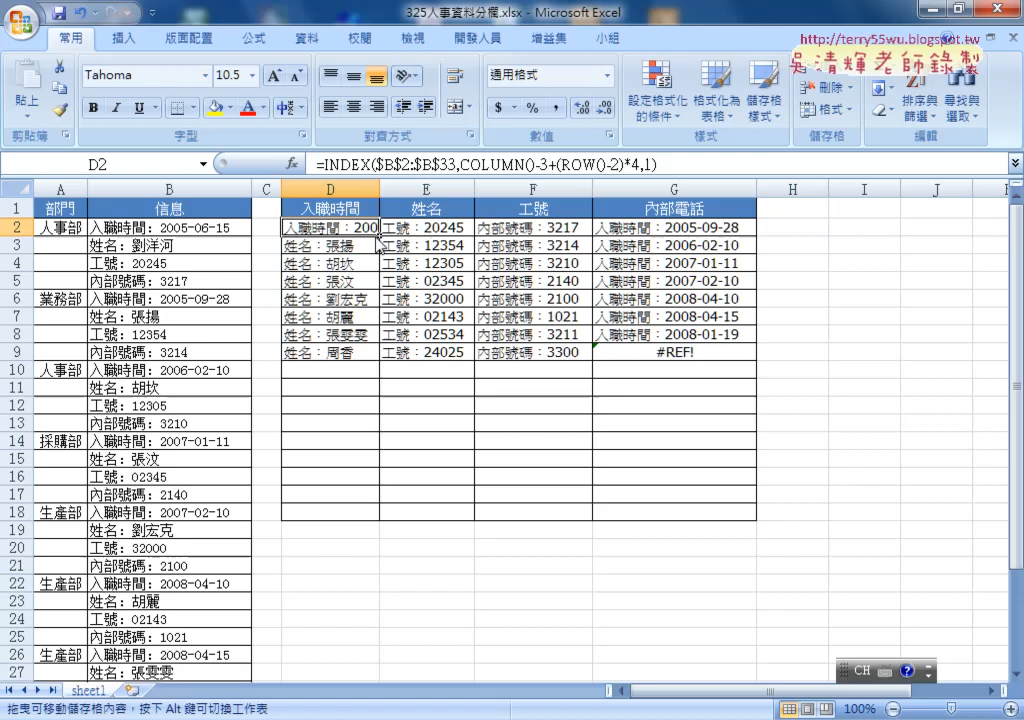 325人事資料分欄.xlsx - Microsoft Excel
常用 插入 版面配置 公式 資料 校閱 檢視 開發人員 增益集 小組
http://terry55wu.blogspot.tw
吳清輝老師錄製
貼上 Tahoma 10.5 通用格式
設定格式化的條件 格式化為表格 儲存格樣式 刪除 格式 排序與篩選 尋找與選取
剪貼簿 字型 對齊方式 數值 樣式 儲存格 編輯
D2 fx =INDEX($B$2:$B$33,COLUMN()-3+(ROW()-2)*4,1)
A B C D E F G H I J
1 部門 信息 入職時間 姓名 工號 內部電話
2 人事部 入職時間：2005-06-15 入職時間：200 工號：20245 內部號碼：3217 入職時間：2005-09-28
3 姓名：劉洋河 姓名：張揚 工號：12354 內部號碼：3214 入職時間：2006-02-10
4 工號：20245 姓名：胡坎 工號：12305 內部號碼：3210 入職時間：2007-01-11
5 內部號碼：3217 姓名：張汶 工號：02345 內部號碼：2140 入職時間：2007-02-10
6 業務部 入職時間：2005-09-28 姓名：劉宏克 工號：32000 內部號碼：2100 入職時間：2008-04-10
7 姓名：張揚 姓名：胡麗 工號：02143 內部號碼：1021 入職時間：2008-04-15
8 工號：12354 姓名：張雯雯 工號：02534 內部號碼：3211 入職時間：2008-01-19
9 內部號碼：3214 姓名：周香 工號：24025 內部號碼：3300 #REF!
10 人事部 入職時間：2006-02-10
11 姓名：胡坎
12 工號：12305
13 內部號碼：3210
14 採購部 入職時間：2007-01-11
15 姓名：張汶
16 工號：02345
17 內部號碼：2140
18 生產部 入職時間：2007-02-10
19 姓名：劉宏克
20 工號：32000
21 內部號碼：2100
22 生產部 入職時間：2008-04-10
23 姓名：胡麗
24 工號：02143
25 內部號碼：1021
26 生產部 入職時間：2008-04-15
27 姓名：張雯雯
CH
sheet1
拖曳可移動儲存格內容，按下 Alt 鍵可切換工作表 100%